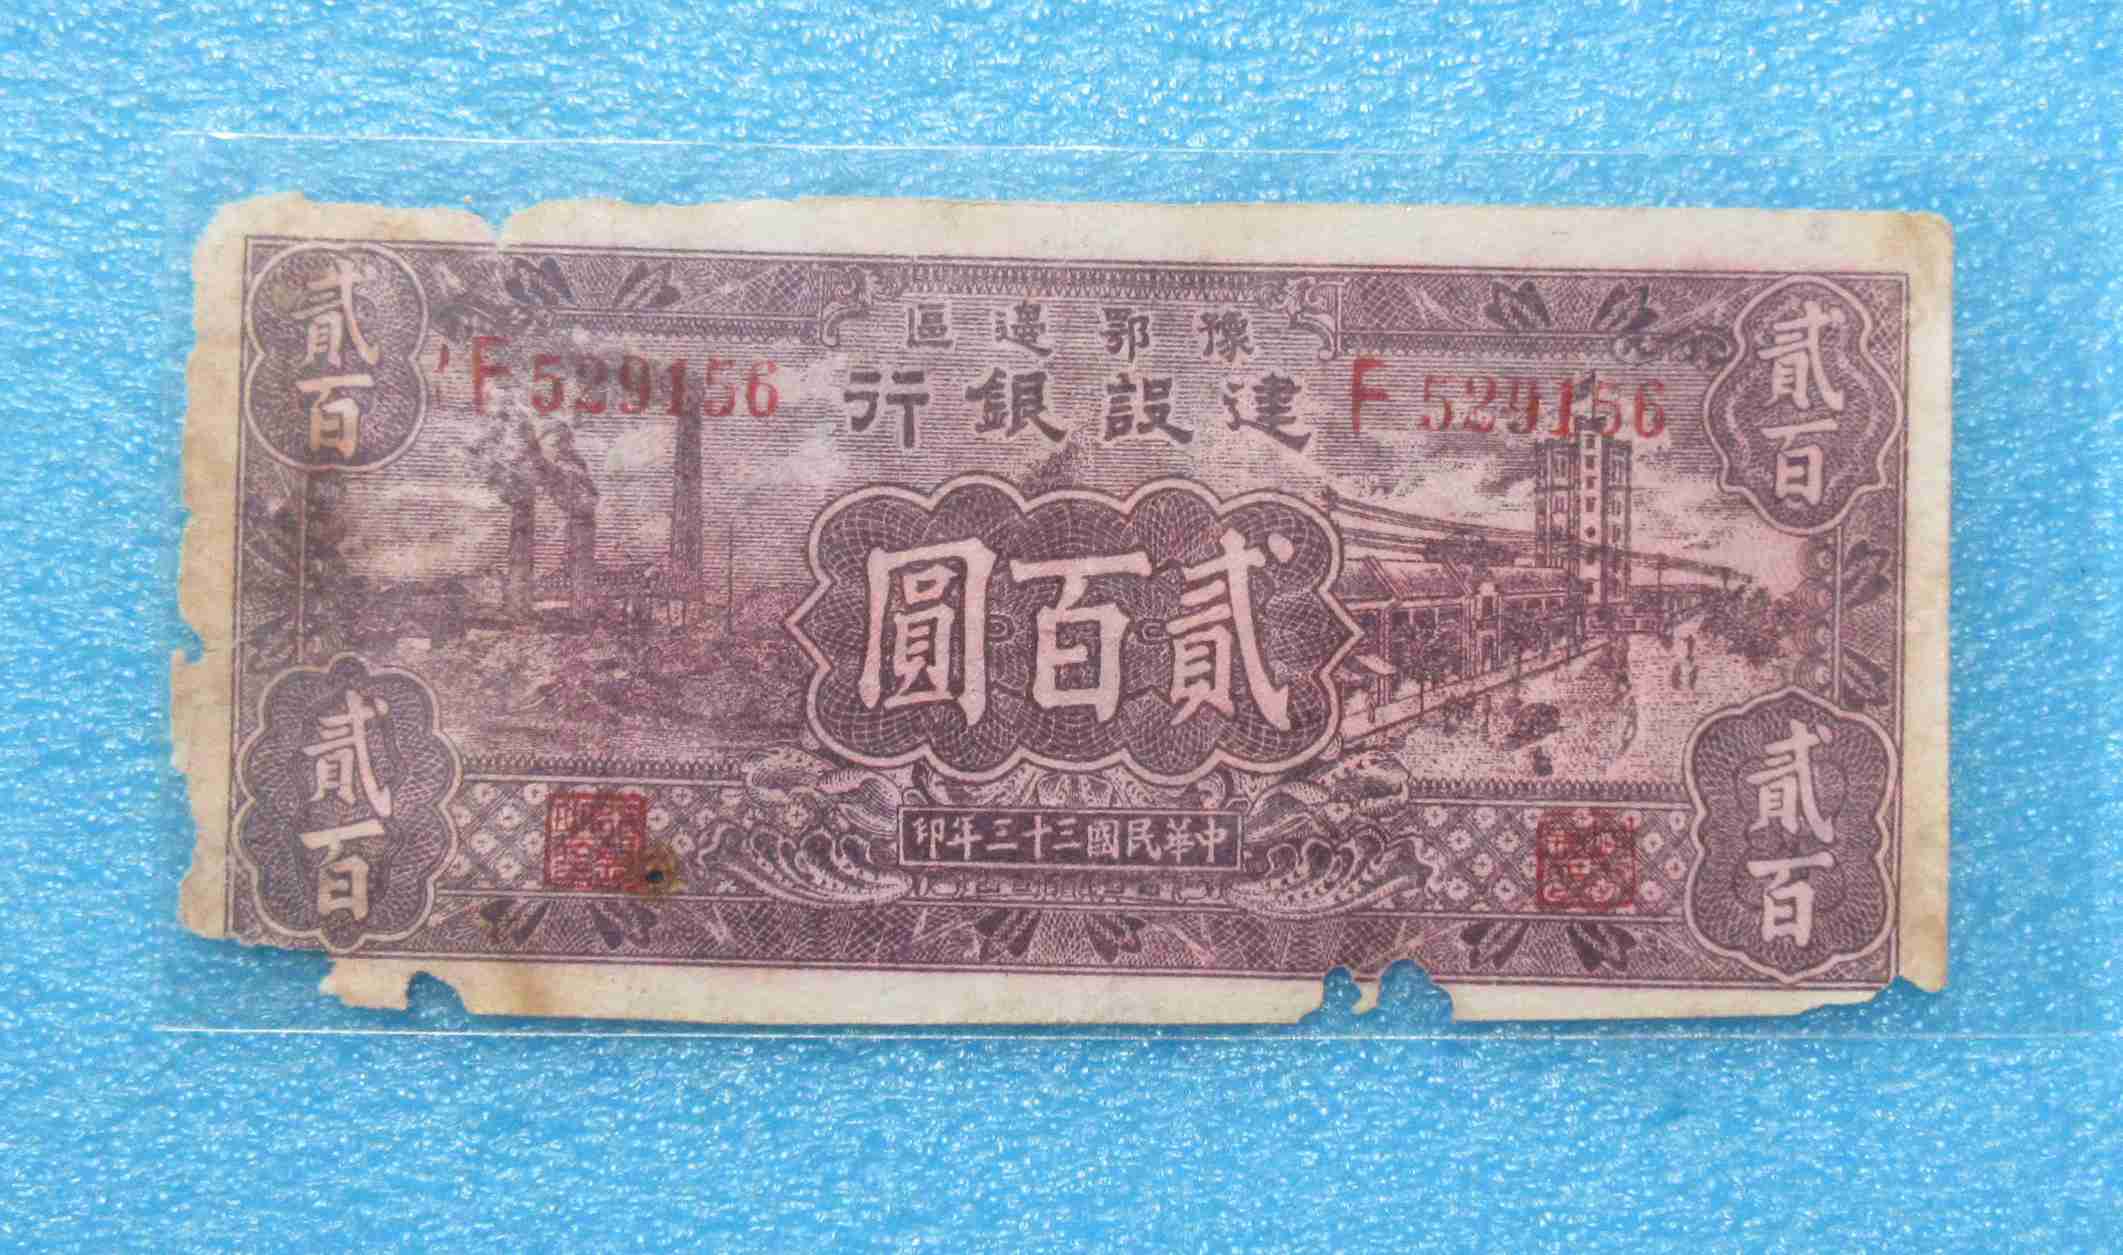 豫鄂邊區
建設銀行
F 529156
F 529156
貳百
貳百
貳百圓
貳百
貳百
中華民國三十三年印